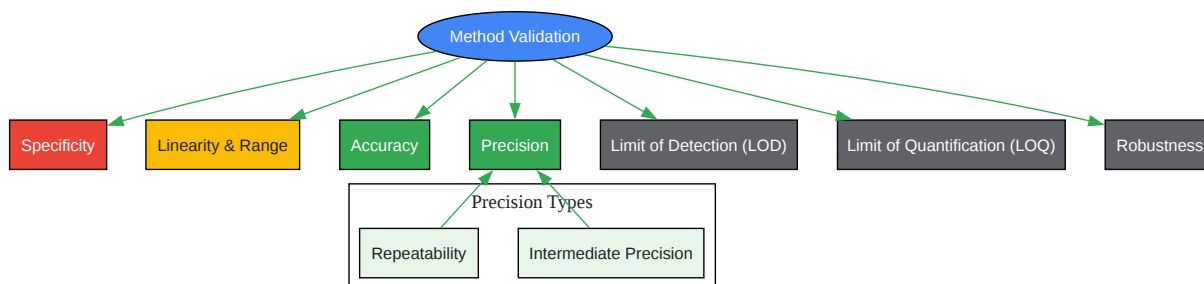 Method Validation
Specificity
Linearity & Range
Accuracy
Precision
Limit of Detection (LOD)
Limit of Quantification (LOQ)
Robustness
Precision Types
Repeatability
Intermediate Precision